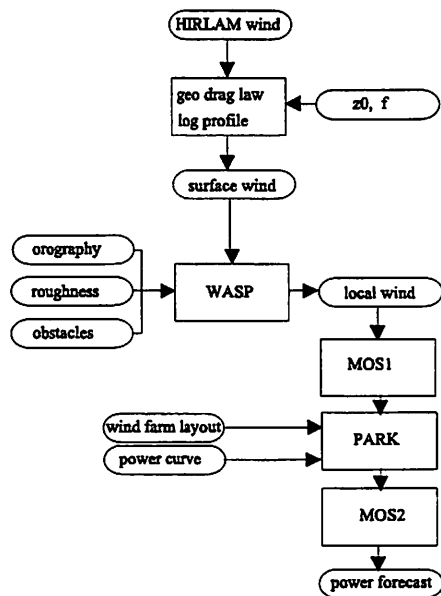 HIRLAM wind
geo drag law
log profile
z0, f
surface wind
orography
roughness
obstacles
WASP
local wind
MOS1
wind farm layout
power curve
PARK
MOS2
power forecast